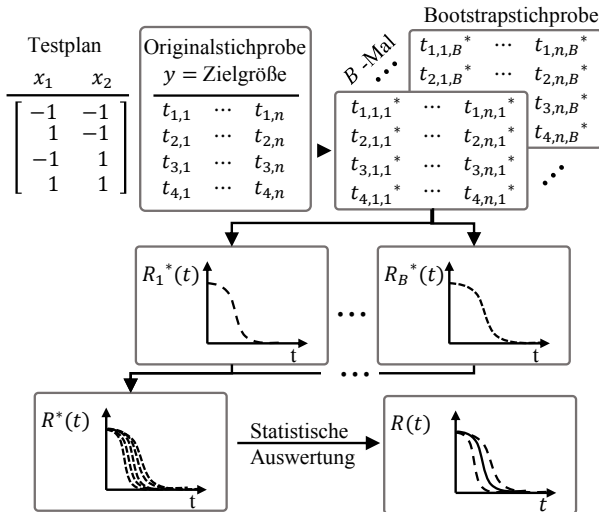 Testplan
x₁ x₂
−1 −1
1 −1
−1 1
1 1
Originalstichprobe
y = Zielgröße
t₁,₁ ⋯ t₁,ₙ
t₂,₁ ⋯ t₂,ₙ
t₃,₁ ⋯ t₃,ₙ
t₄,₁ ⋯ t₄,ₙ
B -Mal
Bootstrapstichprobe
t₁,₁,B* ⋯ t₁,ₙ,B*
t₂,₁,B* ⋯ t₂,ₙ,B*
t₃,ₙ,B*
t₄,ₙ,B*
t₁,₁,₁* ⋯ t₁,ₙ,₁*
t₂,₁,₁* ⋯ t₂,ₙ,₁*
t₃,₁,₁* ⋯ t₃,ₙ,₁*
t₄,₁,₁* ⋯ t₄,ₙ,₁*
R₁*(t)
t
R_B*(t)
t
R*(t)
t
Statistische
Auswertung
R(t)
t